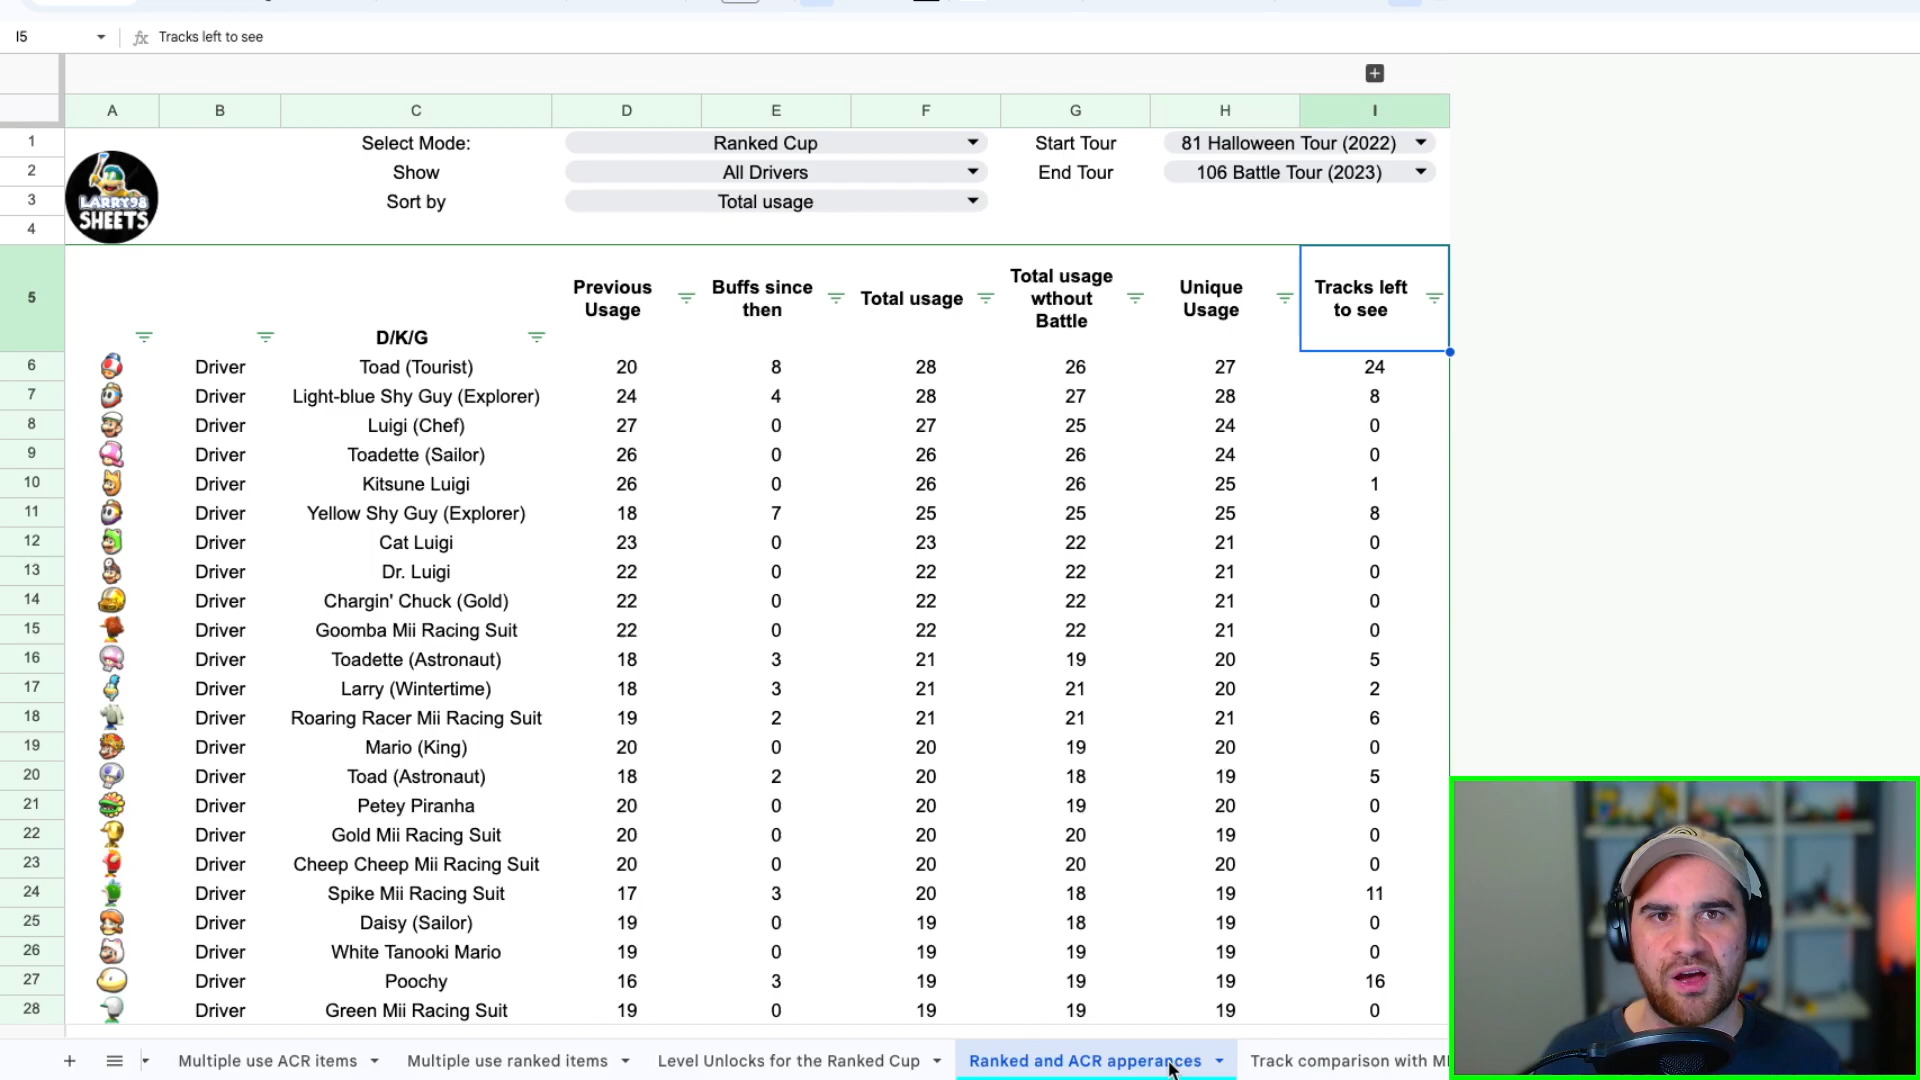 I5 fx Tracks left to see
A B C D E F G H I
1 Select Mode: Ranked Cup Start Tour 81 Halloween Tour (2022)
2 Show All Drivers End Tour 106 Battle Tour (2023)
3 Sort by Total usage
4
LARRY98
SHEETS
5 D/K/G Previous Usage Buffs since then Total usage Total usage wthout Battle Unique Usage Tracks left to see
6 Driver Toad (Tourist) 20 8 28 26 27 24
7 Driver Light-blue Shy Guy (Explorer) 24 4 28 27 28 8
8 Driver Luigi (Chef) 27 0 27 25 24 0
9 Driver Toadette (Sailor) 26 0 26 26 24 0
10 Driver Kitsune Luigi 26 0 26 26 25 1
11 Driver Yellow Shy Guy (Explorer) 18 7 25 25 25 8
12 Driver Cat Luigi 23 0 23 22 21 0
13 Driver Dr. Luigi 22 0 22 22 21 0
14 Driver Chargin' Chuck (Gold) 22 0 22 22 21 0
15 Driver Goomba Mii Racing Suit 22 0 22 22 21 0
16 Driver Toadette (Astronaut) 18 3 21 19 20 5
17 Driver Larry (Wintertime) 18 3 21 21 20 2
18 Driver Roaring Racer Mii Racing Suit 19 2 21 21 21 6
19 Driver Mario (King) 20 0 20 19 20 0
20 Driver Toad (Astronaut) 18 2 20 18 19 5
21 Driver Petey Piranha 20 0 20 19 20 0
22 Driver Gold Mii Racing Suit 20 0 20 20 19 0
23 Driver Cheep Cheep Mii Racing Suit 20 0 20 20 20 0
24 Driver Spike Mii Racing Suit 17 3 20 18 19 11
25 Driver Daisy (Sailor) 19 0 19 18 19 0
26 Driver White Tanooki Mario 19 0 19 19 19 0
27 Driver Poochy 16 3 19 19 19 16
28 Driver Green Mii Racing Suit 19 0 19 19 19 0
Multiple use ACR items Multiple use ranked items Level Unlocks for the Ranked Cup Ranked and ACR apperances Track comparison with M